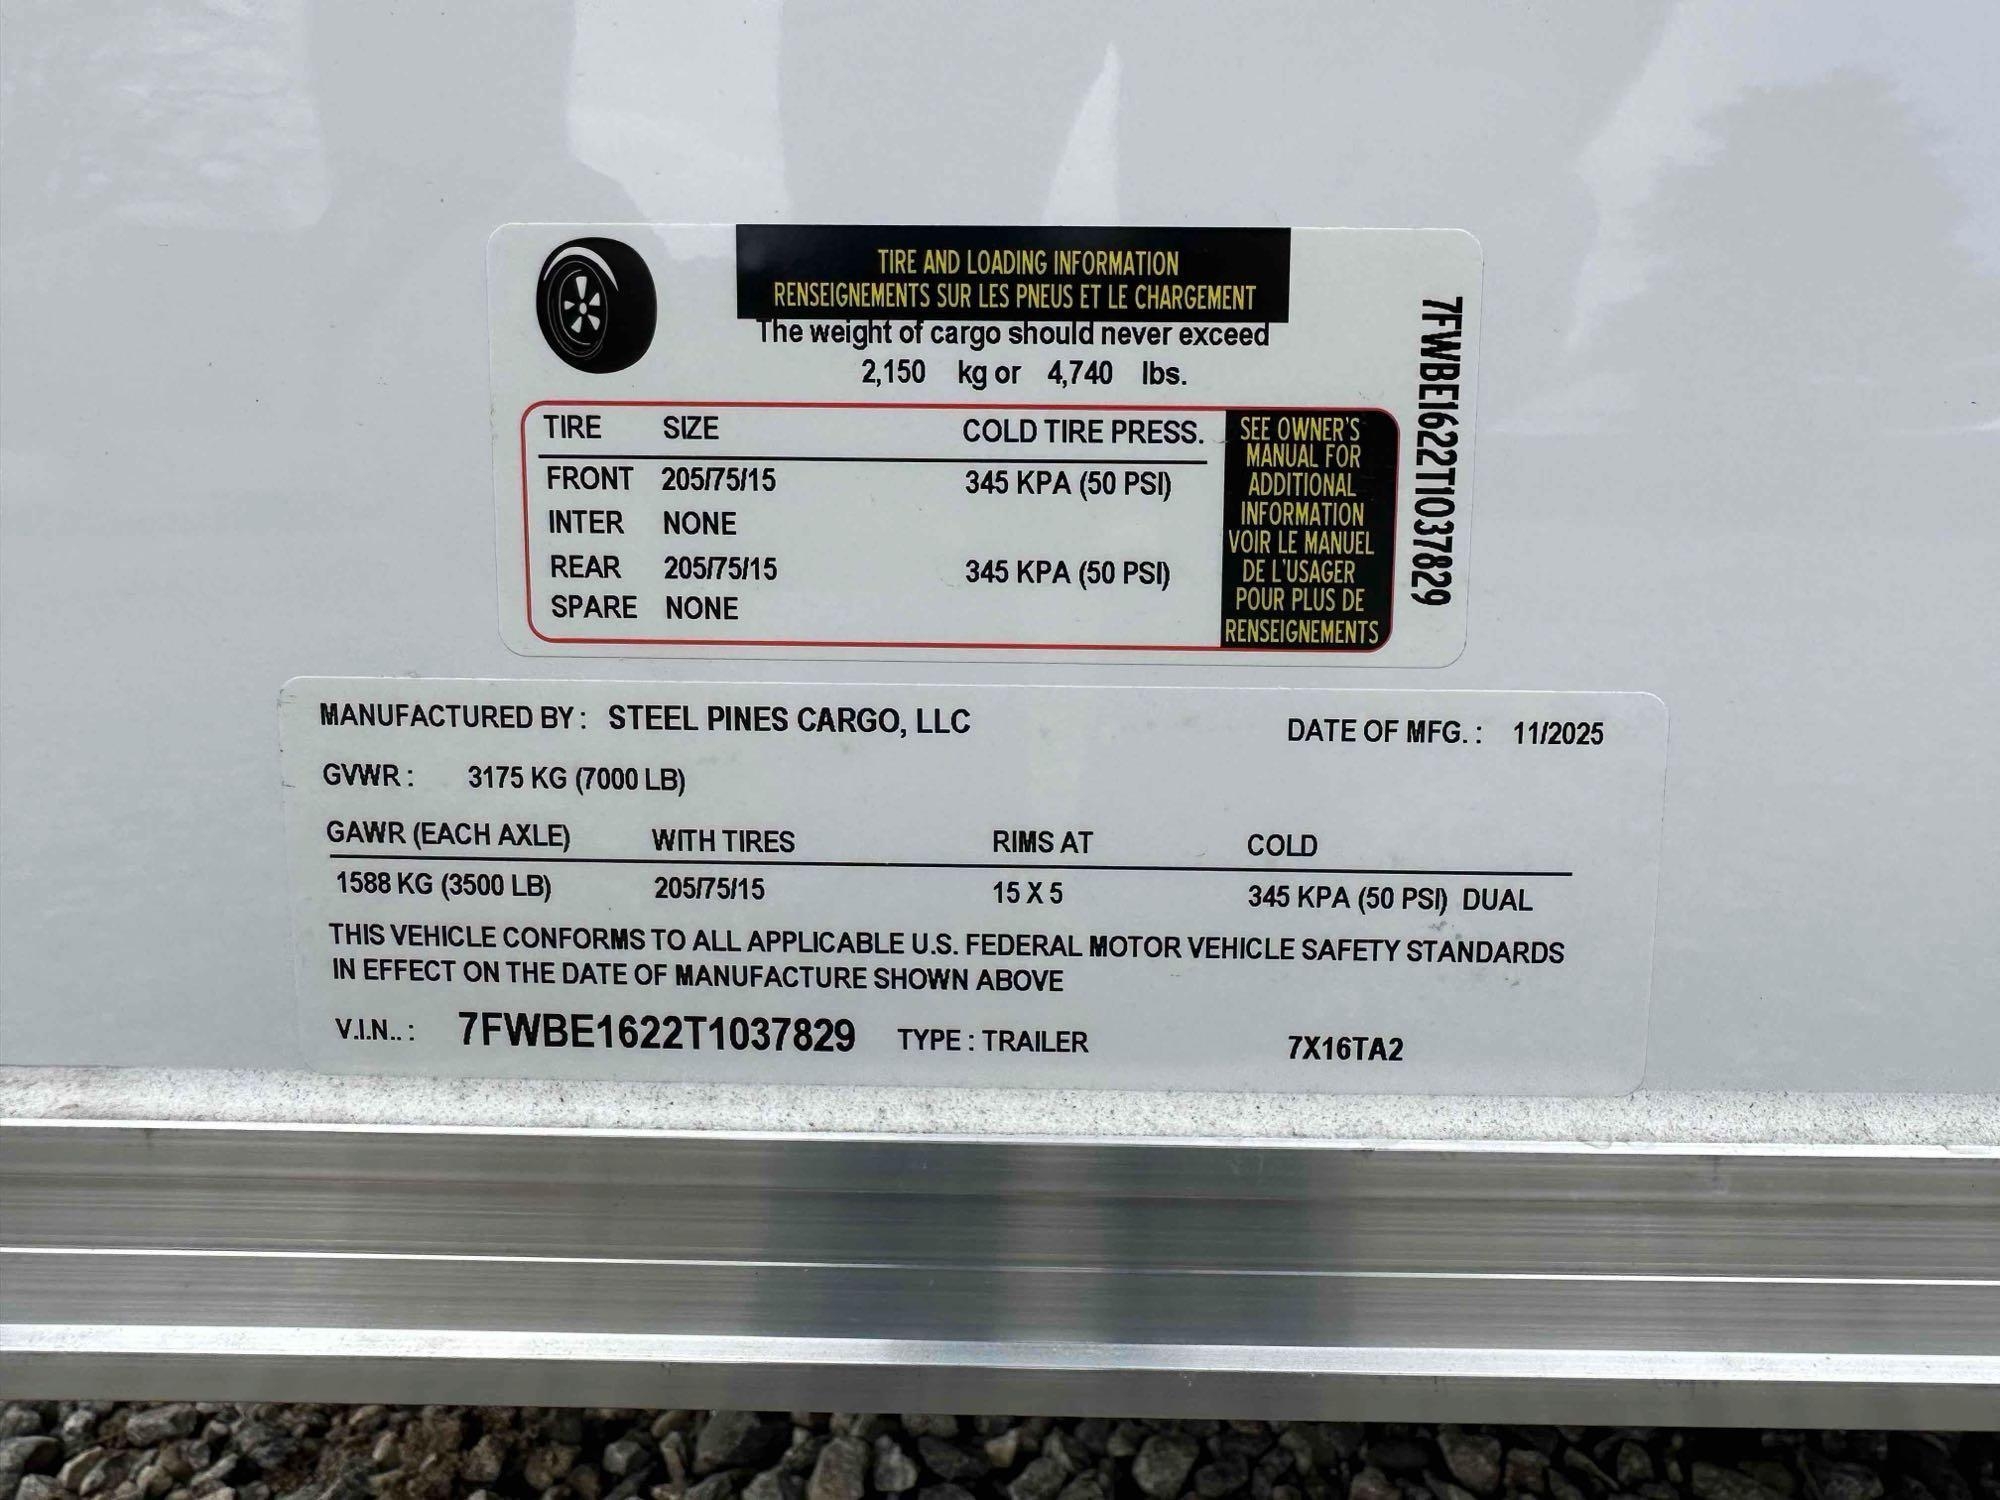 TIRE AND LOADING INFORMATION
RENSEIGNEMENTS SUR LES PNEUS ET LE CHARGEMENT
The weight of cargo should never exceed
2,150 kg or 4,740 lbs.
TIRE SIZE COLD TIRE PRESS.
FRONT 205/75/15 345 KPA (50 PSI)
INTER NONE
REAR 205/75/15 345 KPA (50 PSI)
SPARE NONE
SEE OWNER'S
MANUAL FOR
ADDITIONAL
INFORMATION
VOIR LE MANUEL
DE L'USAGER
POUR PLUS DE
RENSEIGNEMENTS
7FWBE1622T1037829
MANUFACTURED BY: STEEL PINES CARGO, LLC DATE OF MFG.: 11/2025
GVWR: 3175 KG (7000 LB)
GAWR (EACH AXLE) WITH TIRES RIMS AT COLD
1588 KG (3500 LB) 205/75/15 15 X 5 345 KPA (50 PSI) DUAL
THIS VEHICLE CONFORMS TO ALL APPLICABLE U.S. FEDERAL MOTOR VEHICLE SAFETY STANDARDS
IN EFFECT ON THE DATE OF MANUFACTURE SHOWN ABOVE
V.I.N..: 7FWBE1622T1037829 TYPE: TRAILER 7X16TA2